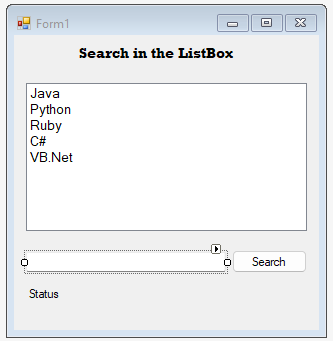 Form1
Search in the ListBox
Java
Python
Ruby
C#
VB.Net
Search
Status